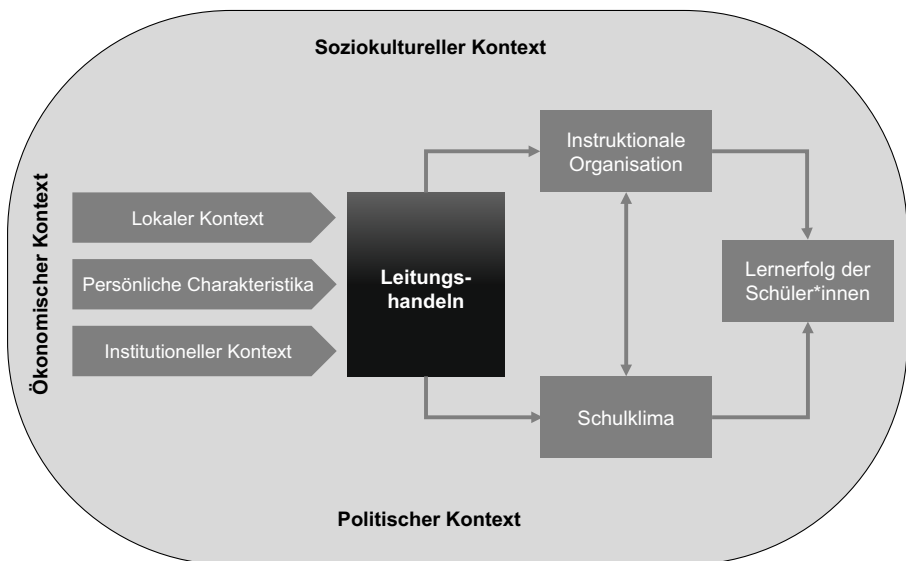 Soziokultureller Kontext
Ökonomischer Kontext
Lokaler Kontext
Persönliche Charakteristika
Institutioneller Kontext
Leitungs-
handeln
Instruktionale
Organisation
Schulklima
Lernerfolg der
Schüler*innen
Politischer Kontext